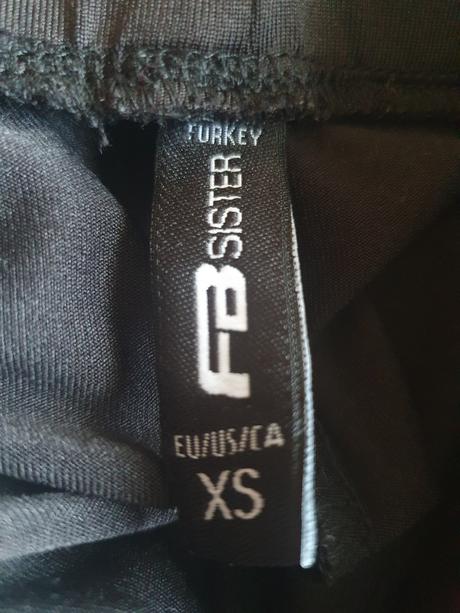 TURKEY
FB SISTER
EU/US/CA
XS